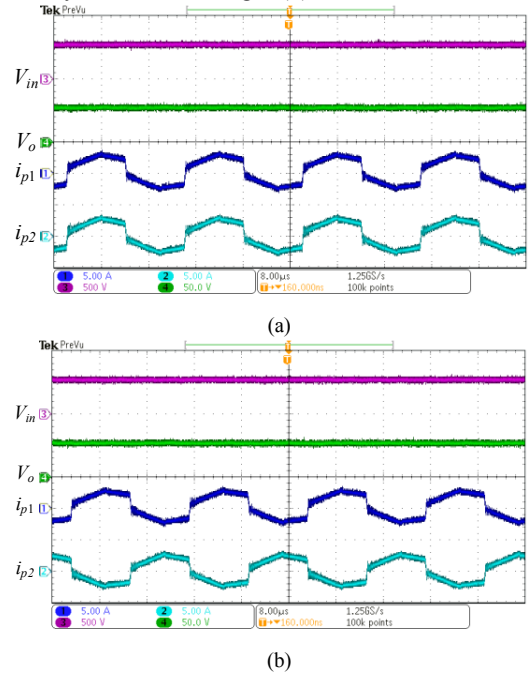 Tek PreVu
T
V_in 3
V_o 4
i_p1 1
i_p2 2
1 5.00 A 2 5.00 A 8.00µs 1.25GS/s
3 500 V 4 50.0 V T→▼160.000ns 100k points
(a)
Tek PreVu
T
V_in 3
V_o 4
i_p1 1
i_p2 2
1 5.00 A 2 5.00 A 8.00µs 1.25GS/s
3 500 V 4 50.0 V T→▼160.000ns 100k points
(b)